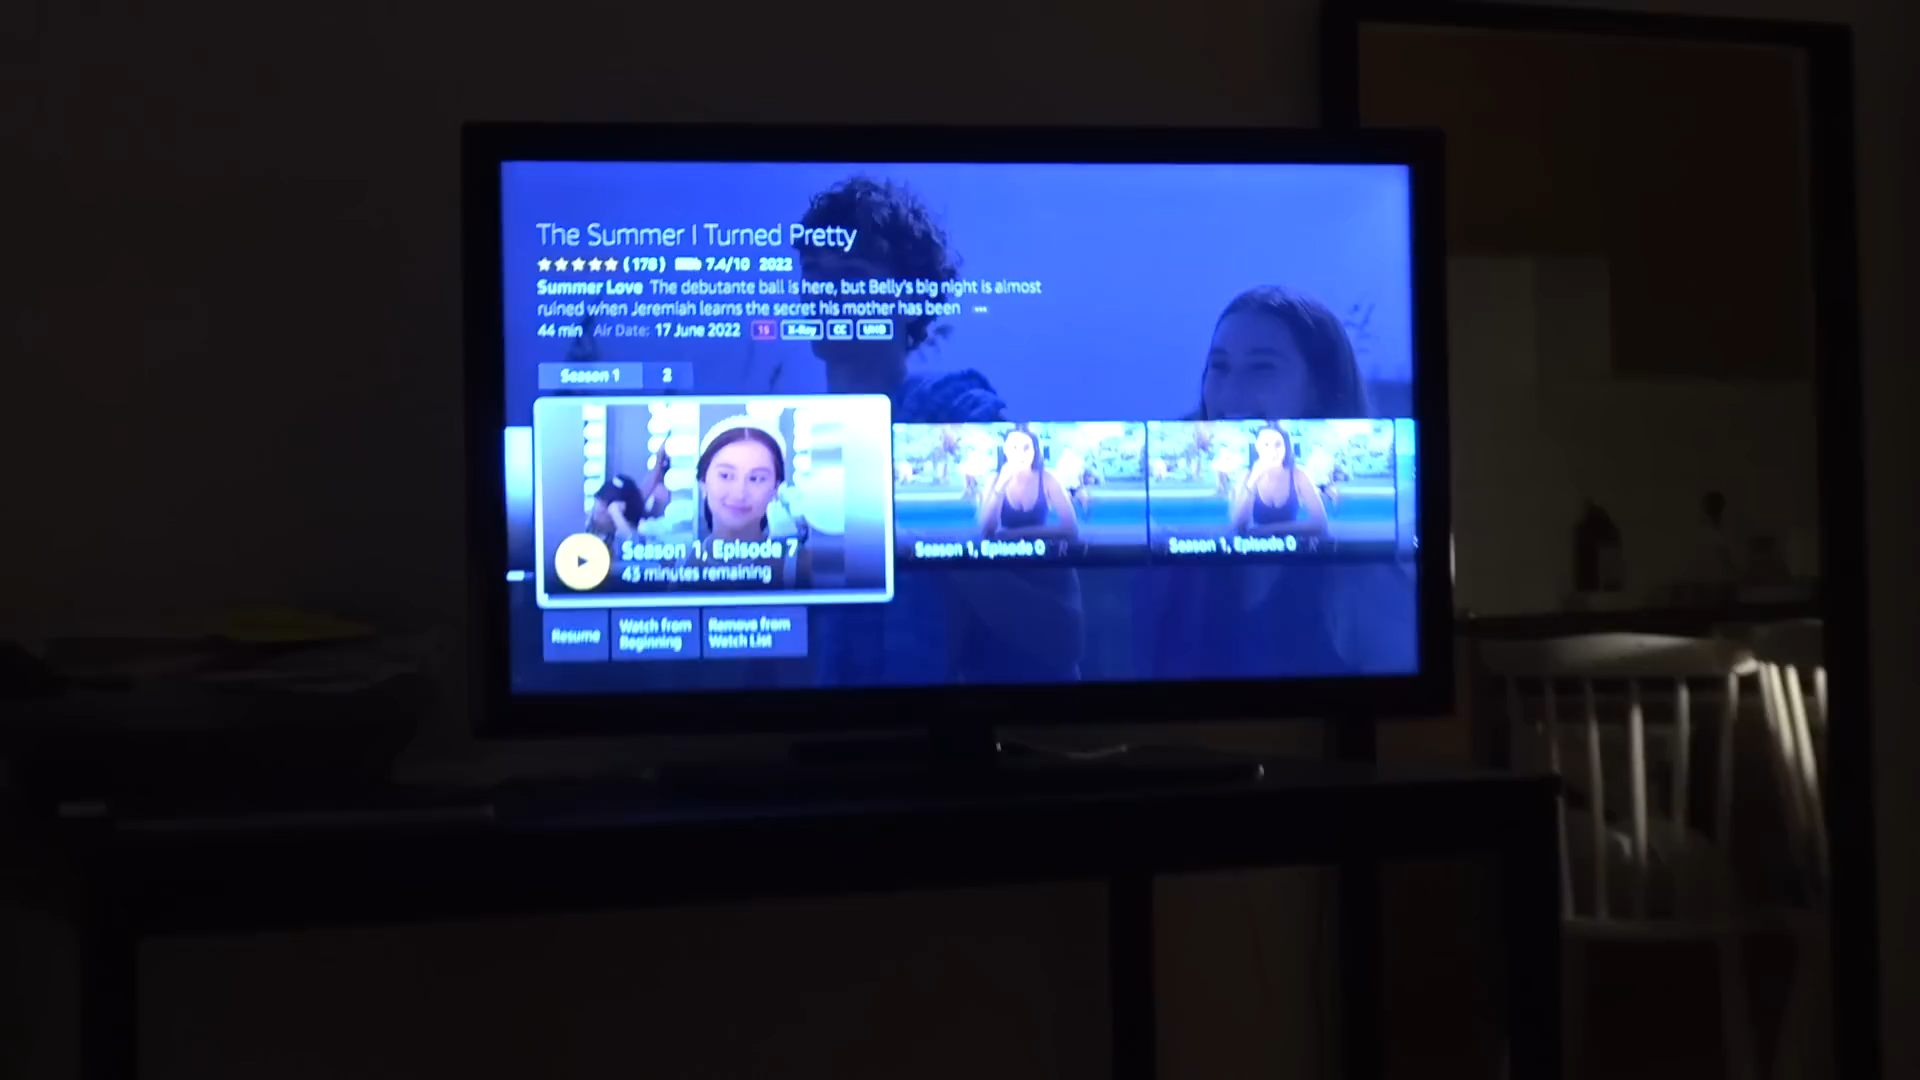 The Summer I Turned Pretty
(178) 7.4/10 2022
Summer Love The debutante ball is here, but Belly's big night is almost
ruined when Jeremiah learns the secret his mother has been ...
44 min Air Date: 17 June 2022 15 X-Ray CC UHD
Season 1 2
Season 1, Episode 7
43 minutes remaining
Season 1, Episode 0
Season 1, Episode 0
Resume
Watch from
Beginning
Remove from
Watch List